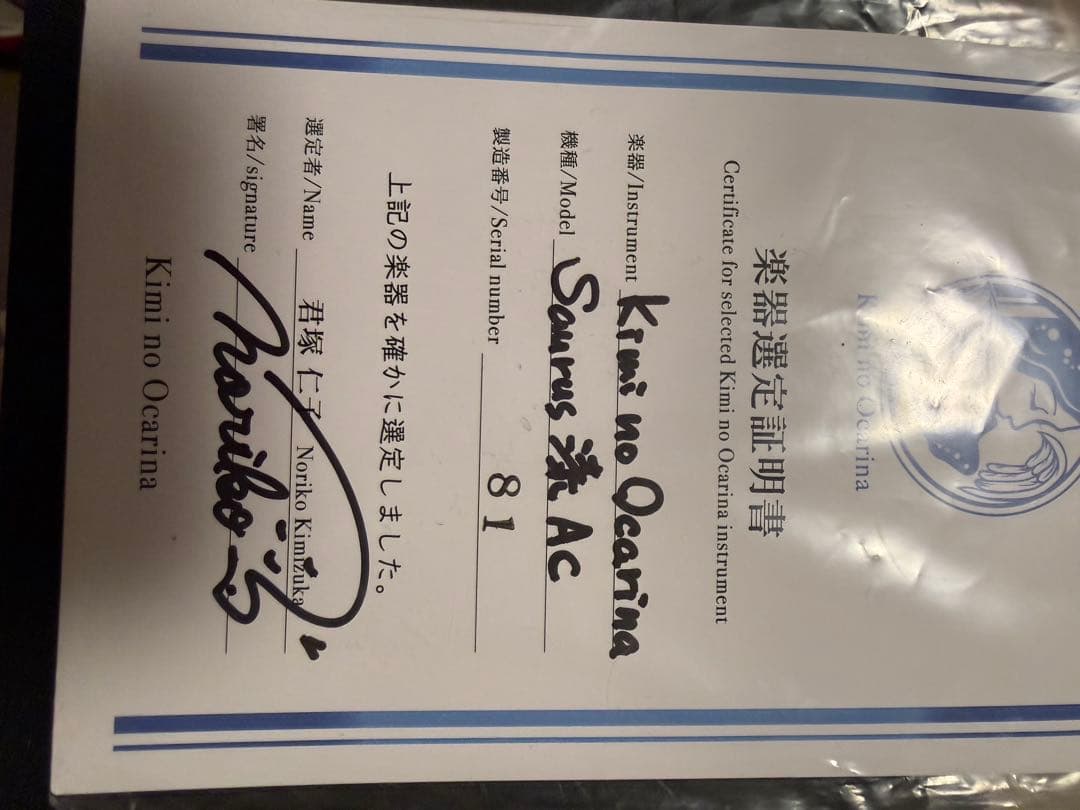 Kimi no Ocarina
楽器選定証明書
Certificate for selected Kimi no Ocarina instrument
楽器/Instrument Kimi no Ocarina
機種/Model Saurus 漆 AC
製造番号/Serial number 81
上記の楽器を確かに選定しました。
選定者/Name 君塚 仁子 Noriko Kimizuka
署名/signature Noriko
Kimi no Ocarina